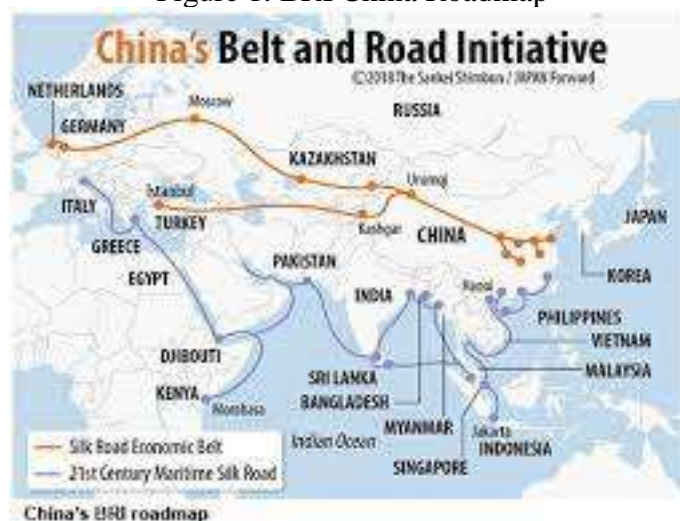 Figure 1. BRI China Roadmap
China's Belt and Road Initiative
©2018 The Sankei Shimbun / JAPAN Forward
NETHERLANDS
Moscow
RUSSIA
GERMANY
KAZAKHSTAN
Urumqi
Istanbul
ITALY
TURKEY
Kashgar
CHINA
JAPAN
GREECE
PAKISTAN
KOREA
EGYPT
INDIA
Hanoi
PHILIPPINES
VIETNAM
DJIBOUTI
SRI LANKA
MALAYSIA
KENYA
BANGLADESH
Mombasa
MYANMAR
Jakarta
Indian Ocean
INDONESIA
SINGAPORE
Silk Road Economic Belt
21st Century Maritime Silk Road
China's BRI roadmap